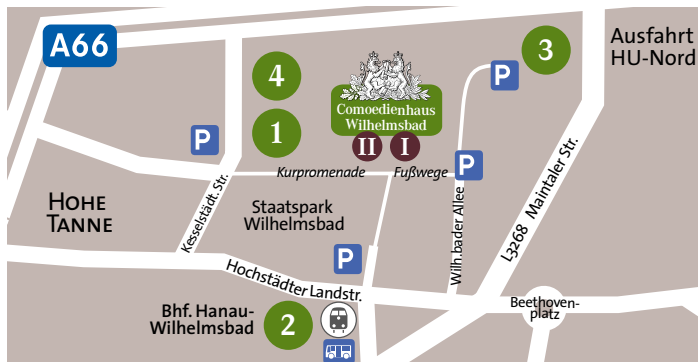 A66
Ausfahrt
HU-Nord
3
P
4
Comoedienhaus
Wilhelmsbad
1
P
II
I
P
Kurpromenade
Fußwege
HOHE
TANNE
Kesselstädt. Str.
Staatspark
Wilhelmsbad
Wilh.bader Allee
L3268 Maintaler Str.
P
Hochstädter Landstr.
Bhf. Hanau-
Wilhelmsbad
2
Beethoven-
platz